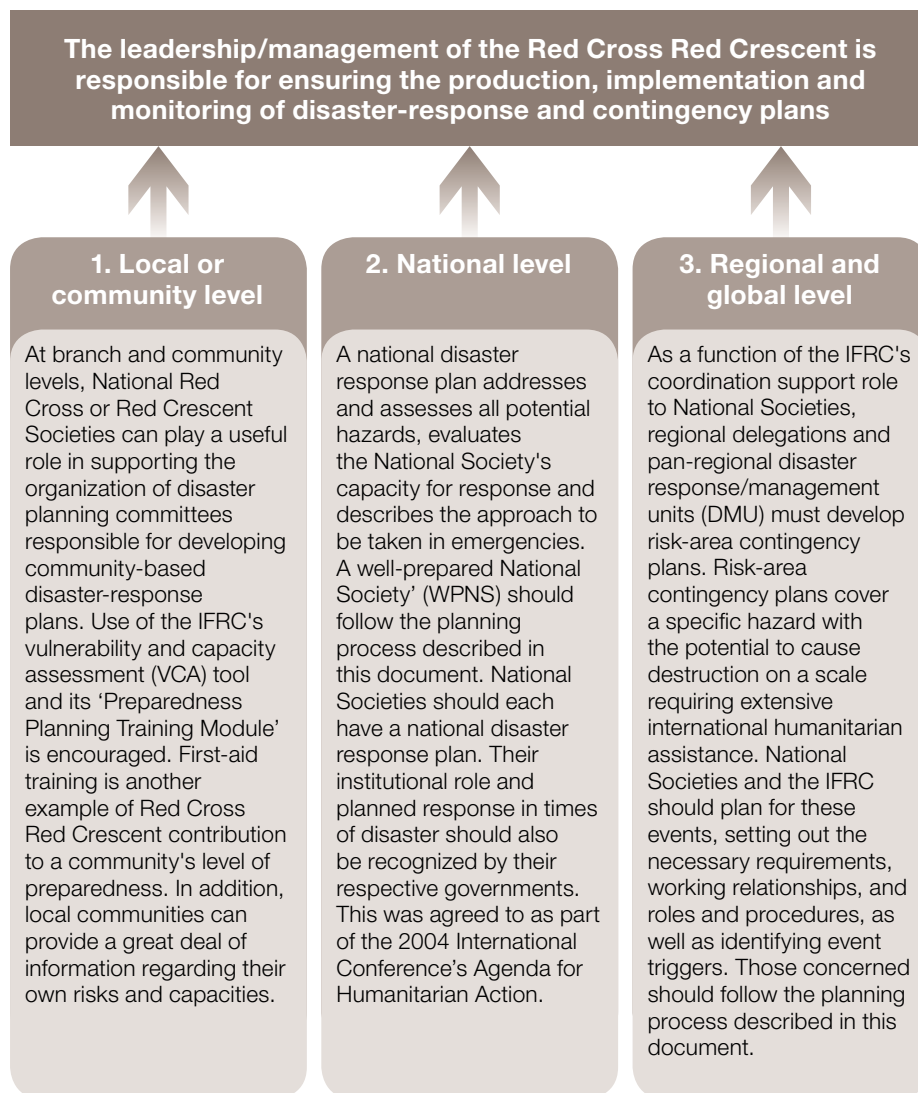 The leadership/management of the Red Cross Red Crescent is
responsible for ensuring the production, implementation and
monitoring of disaster-response and contingency plans
1. Local or
community level
At branch and community
levels, National Red
Cross or Red Crescent
Societies can play a useful
role in supporting the
organization of disaster
planning committees
responsible for developing
community-based
disaster-response
plans. Use of the IFRC's
vulnerability and capacity
assessment (VCA) tool
and its ‘Preparedness
Planning Training Module’
is encouraged. First-aid
training is another
example of Red Cross
Red Crescent contribution
to a community's level of
preparedness. In addition,
local communities can
provide a great deal of
information regarding their
own risks and capacities.
2. National level
A national disaster
response plan addresses
and assesses all potential
hazards, evaluates
the National Society's
capacity for response and
describes the approach to
be taken in emergencies.
A well-prepared National
Society’ (WPNS) should
follow the planning
process described in
this document. National
Societies should each
have a national disaster
response plan. Their
institutional role and
planned response in times
of disaster should also
be recognized by their
respective governments.
This was agreed to as part
of the 2004 International
Conference’s Agenda for
Humanitarian Action.
3. Regional and
global level
As a function of the IFRC's
coordination support role
to National Societies,
regional delegations and
pan-regional disaster
response/management
units (DMU) must develop
risk-area contingency
plans. Risk-area
contingency plans cover
a specific hazard with
the potential to cause
destruction on a scale
requiring extensive
international humanitarian
assistance. National
Societies and the IFRC
should plan for these
events, setting out the
necessary requirements,
working relationships, and
roles and procedures, as
well as identifying event
triggers. Those concerned
should follow the planning
process described in this
document.